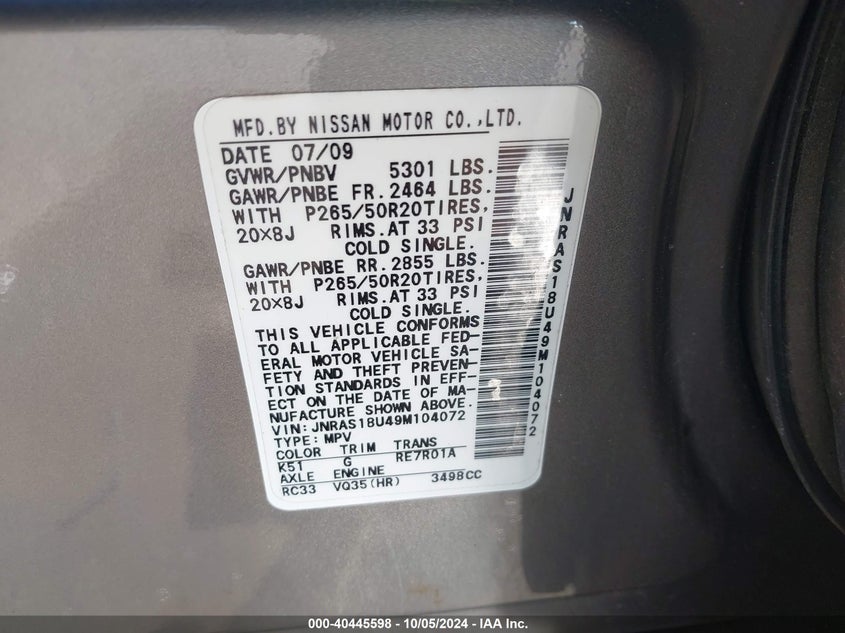 MFD.BY NISSAN MOTOR CO.,LTD.
DATE 07/09
GVWR/PNBV 5301 LBS.
GAWR/PNBE FR. 2464 LBS.
WITH P265/50R20TIRES,
20X8J RIMS.AT 33 PSI
COLD SINGLE.
GAWR/PNBE RR. 2855 LBS.
WITH P265/50R20TIRES,
20X8J RIMS.AT 33 PSI
COLD SINGLE.
THIS VEHICLE CONFORMS
TO ALL APPLICABLE FED-
ERAL MOTOR VEHICLE SA-
FETY AND THEFT PREVEN-
TION STANDARDS IN EFF-
ECT ON THE DATE OF MA-
NUFACTURE SHOWN ABOVE.
VIN: JNRAS18U49M104072
TYPE: MPV
COLOR TRIM TRANS
K51 G RE7R01A
AXLE ENGINE
RC33 VQ35(HR) 3498CC
JNRAS18U49M104072
000-40445598 - 10/05/2024 - IAA Inc.